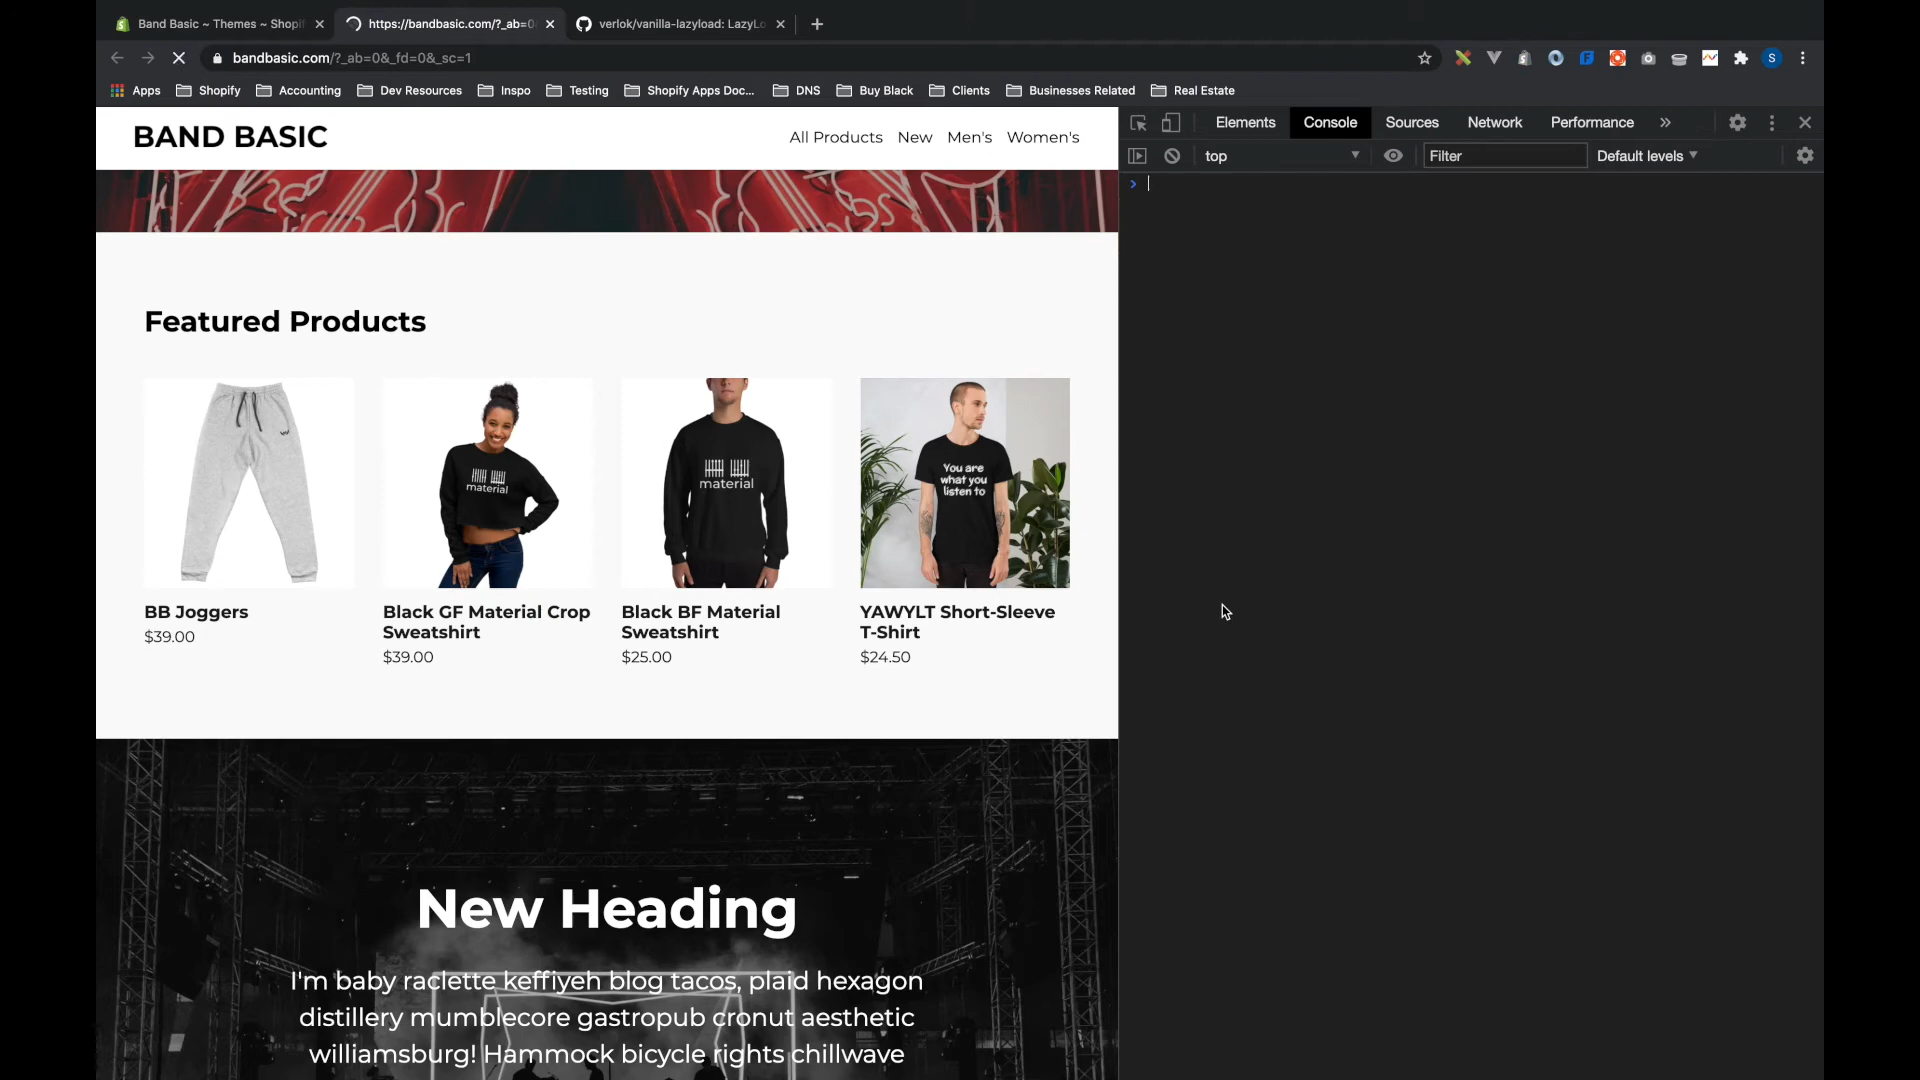 Band Basic ~ Themes ~ Shopif
https://bandbasic.com/?_ab=0
verlok/vanilla-lazyload: LazyLo
bandbasic.com/?_ab=0&_fd=0&_sc=1
S
Apps
Shopify
Accounting
Dev Resources
Inspo
Testing
Shopify Apps Doc...
DNS
Buy Black
Clients
Businesses Related
Real Estate
BAND BASIC
All Products New Men's Women's
Elements Console Sources Network Performance
top
Filter
Default levels
Featured Products
material
material
You are
what you
listen to
BB Joggers
$39.00
Black GF Material Crop
Sweatshirt
$39.00
Black BF Material
Sweatshirt
$25.00
YAWYLT Short-Sleeve
T-Shirt
$24.50
New Heading
I'm baby raclette keffiyeh blog tacos, plaid hexagon
distillery mumblecore gastropub cronut aesthetic
williamsburg! Hammock bicycle rights chillwave